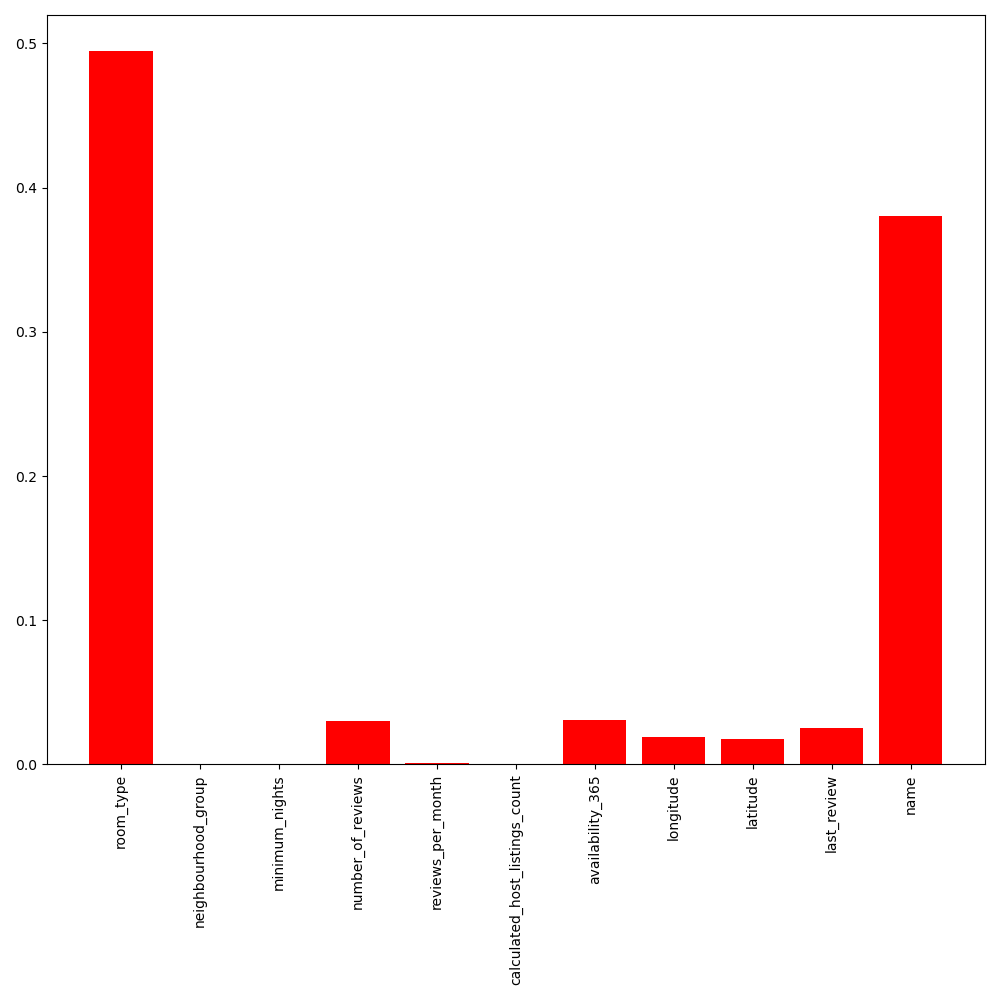 0.5
0.4
0.3
0.2
0.1
0.0
room_type
neighbourhood_group
minimum_nights
number_of_reviews
reviews_per_month
calculated_host_listings_count
availability_365
longitude
latitude
last_review
name